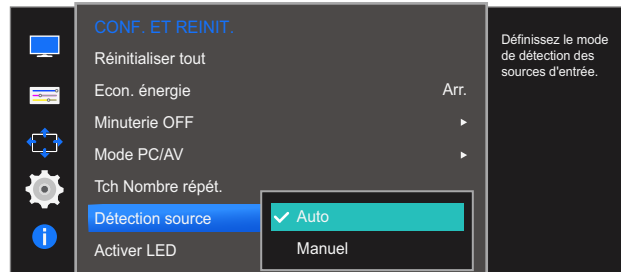 CONF. ET REINIT.
Réinitialiser tout
Econ. énergie Arr.
Minuterie OFF
Mode PC/AV
Tch Nombre répét.
Détection source
Auto
Activer LED
Manuel
Définissez le mode
de détection des
sources d'entrée.